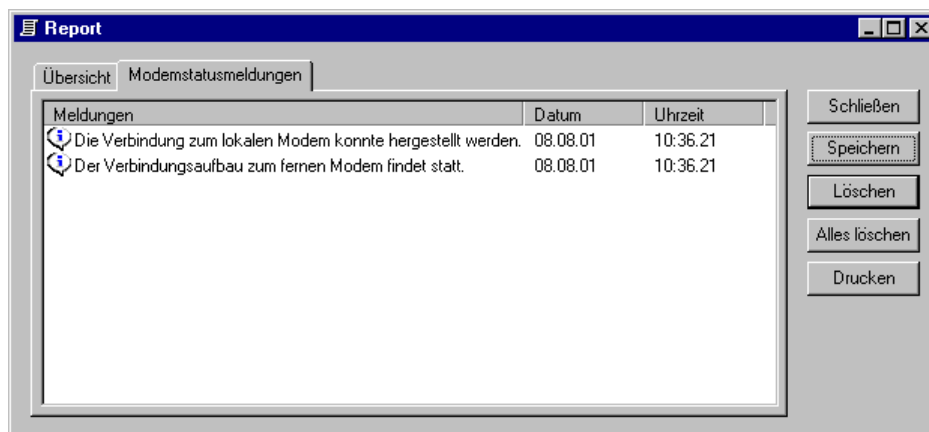 Report
Übersicht Modemstatusmeldungen
Meldungen Datum Uhrzeit
Die Verbindung zum lokalen Modem konnte hergestellt werden. 08.08.01 10:36.21
Der Verbindungsaufbau zum fernen Modem findet statt. 08.08.01 10:36.21
Schließen
Speichern
Löschen
Alles löschen
Drucken